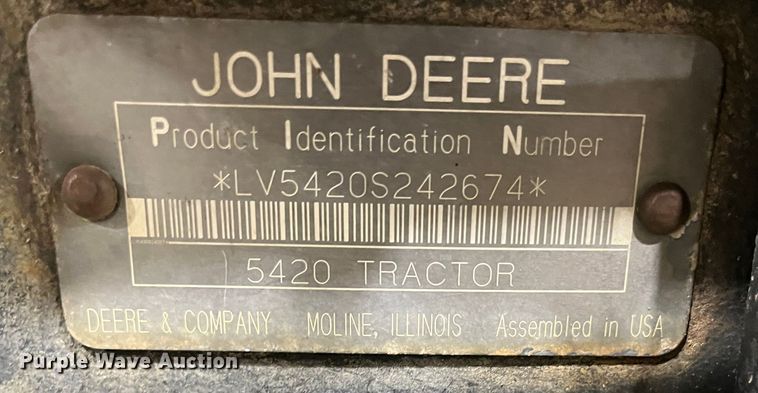 JOHN DEERE
Product Identification Number
*LV5420S242674*
5420 TRACTOR
DEERE & COMPANY MOLINE, ILLINOIS Assembled in USA
Purple Wave Auction